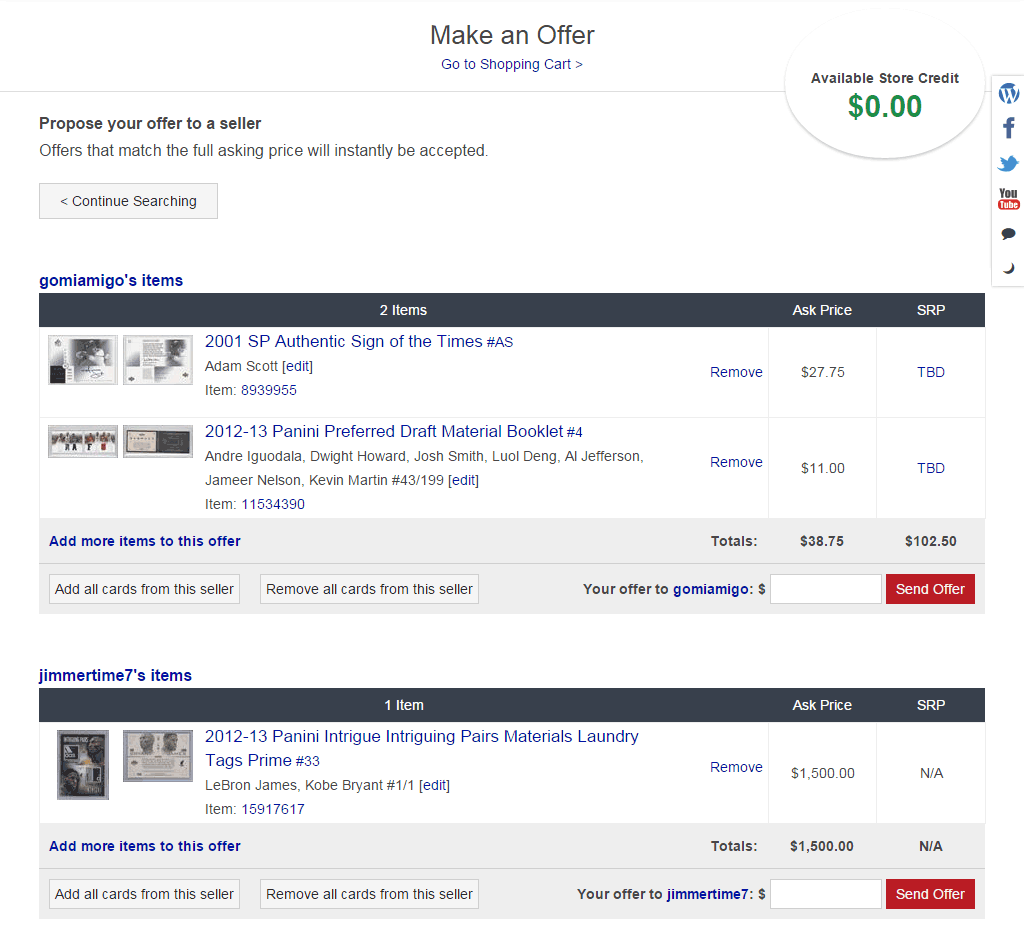 Make an Offer
Go to Shopping Cart >
Available Store Credit
$0.00
Propose your offer to a seller
Offers that match the full asking price will instantly be accepted.
< Continue Searching
You
Tube
gomiamigo's items
2 Items Ask Price SRP
2001 SP Authentic Sign of the Times #AS
Adam Scott [edit]
Item: 8939955
Remove $27.75 TBD
2012-13 Panini Preferred Draft Material Booklet #4
Andre Iguodala, Dwight Howard, Josh Smith, Luol Deng, Al Jefferson,
Jameer Nelson, Kevin Martin #43/199 [edit]
Item: 11534390
Remove $11.00 TBD
Add more items to this offer Totals: $38.75 $102.50
Add all cards from this seller Remove all cards from this seller Your offer to gomiamigo: $ Send Offer
jimmertime7's items
1 Item Ask Price SRP
2012-13 Panini Intrigue Intriguing Pairs Materials Laundry
Tags Prime #33
LeBron James, Kobe Bryant #1/1 [edit]
Item: 15917617
Remove $1,500.00 N/A
Add more items to this offer Totals: $1,500.00 N/A
Add all cards from this seller Remove all cards from this seller Your offer to jimmertime7: $ Send Offer